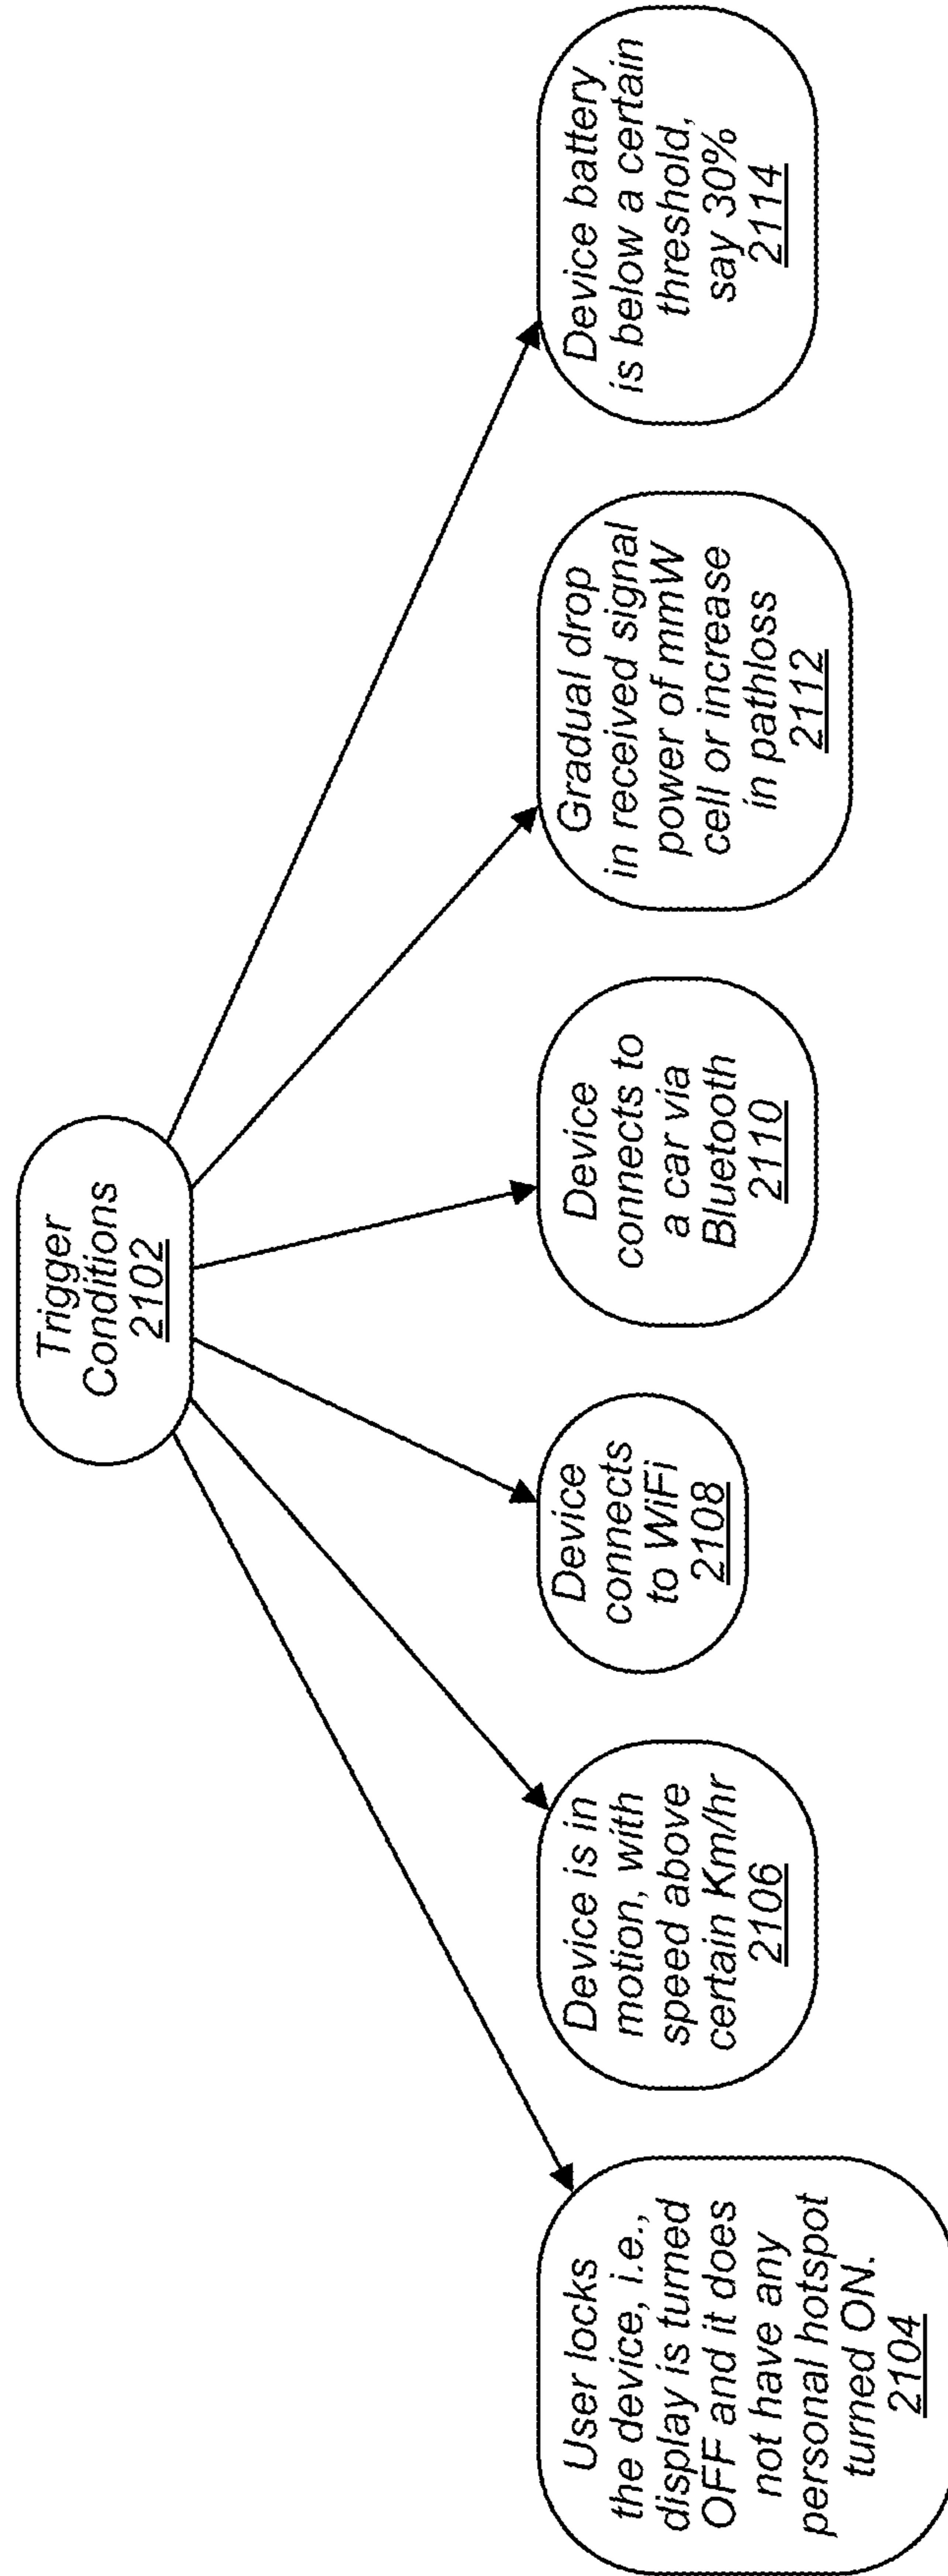 Trigger
Conditions
2102
User locks
the device, i.e.,
display is turned
OFF and it does
not have any
personal hotspot
turned ON.
2104
Device is in
motion, with
speed above
certain Km/hr
2106
Device
connects
to WiFi
2108
Device
connects to
a car via
Bluetooth
2110
Gradual drop
in received signal
power of mmW
cell or increase
in pathloss
2112
Device battery
is below a certain
threshold,
say 30%
2114